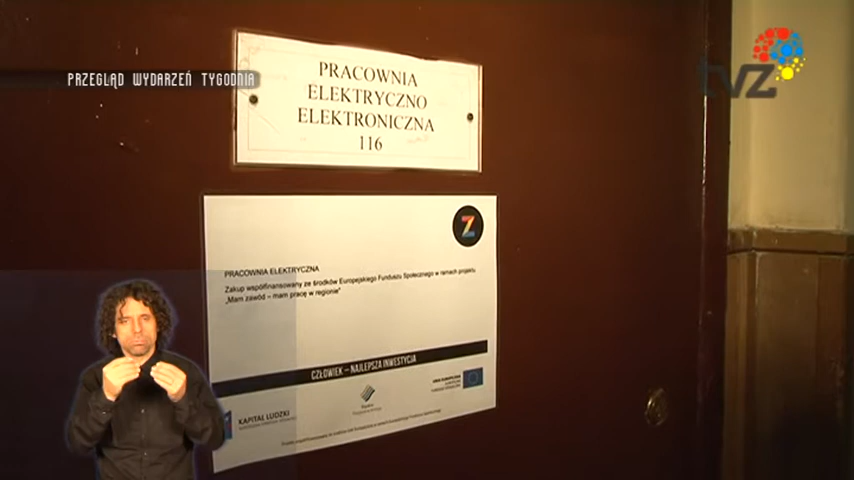 PRZEGLĄD WYDARZEŃ TYGODNIA
tvz
PRACOWNIA
ELEKTRYCZNO
ELEKTRONICZNA
116
Z
PRACOWNIA ELEKTRYCZNA
Zakup współfinansowany ze środków Europejskiego Funduszu Społecznego w ramach projektu
„Mam zawód – mam pracę w regionie”
CZŁOWIEK – NAJLEPSZA INWESTYCJA
KAPITAŁ LUDZKI